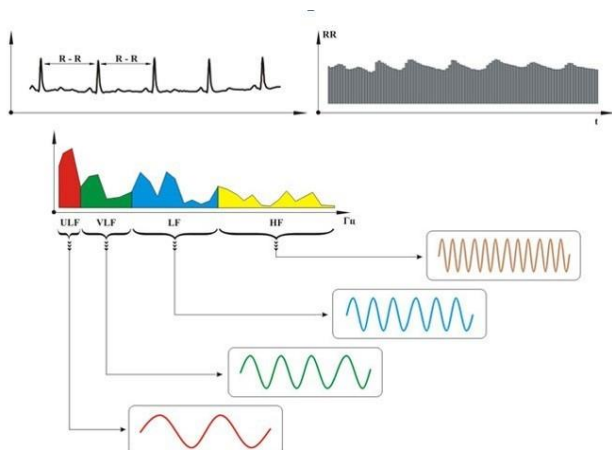 R - R R - R
RR
t
Гц
ULF VLF LF HF